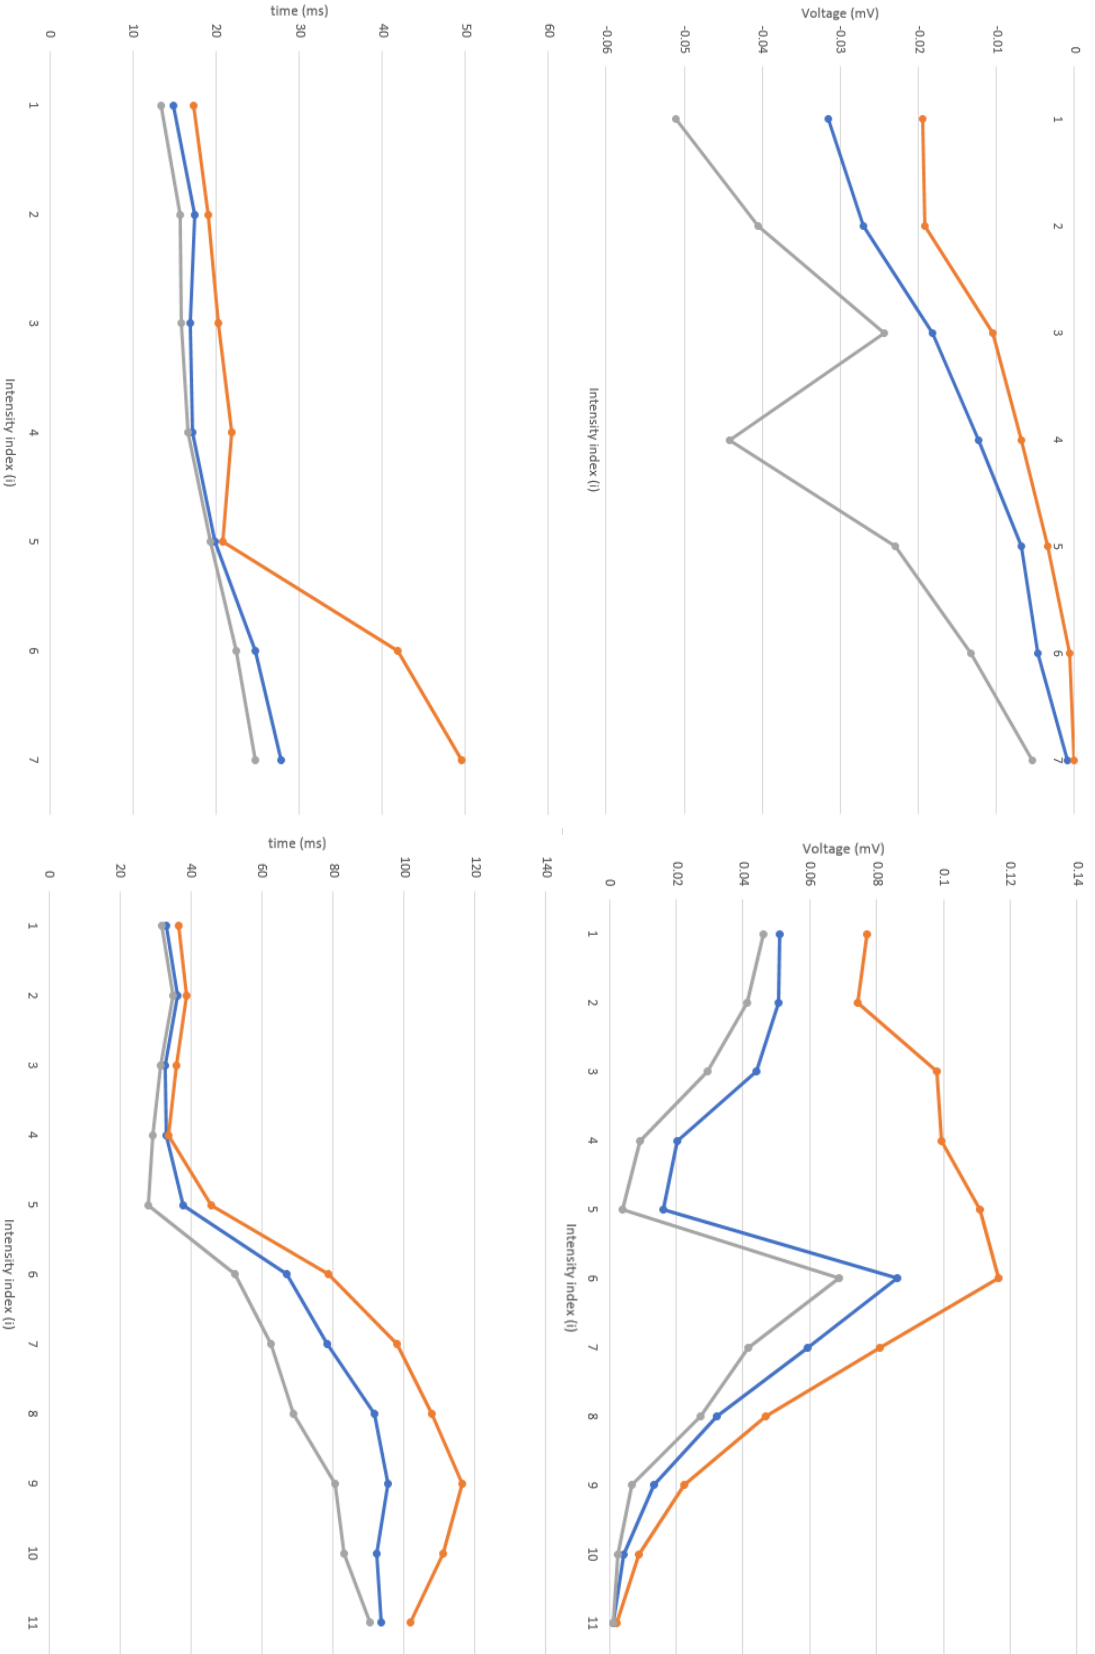 Voltage (mV)
0
-0.01
-0.02
-0.03
-0.04
-0.05
-0.06
1 2 3 4 5 6 7
Intensity index (i)
Voltage (mV)
0.14
0.12
0.1
0.08
0.06
0.04
0.02
0
1 2 3 4 5 6 7 8 9 10 11
Intensity index (i)
time (ms)
60
50
40
30
20
10
0
1 2 3 4 5 6 7
Intensity index (i)
time (ms)
140
120
100
80
60
40
20
0
1 2 3 4 5 6 7 8 9 10 11
Intensity index (i)